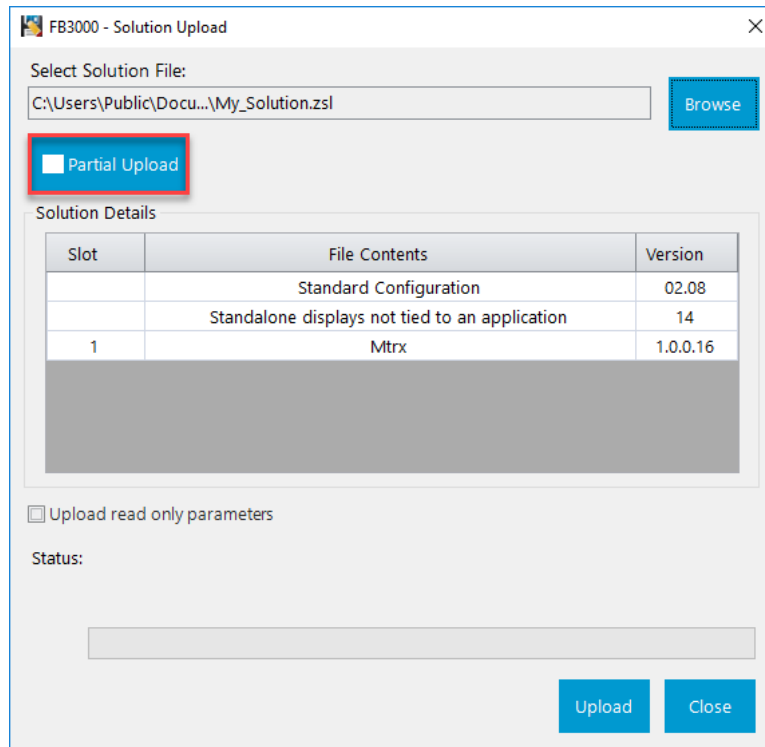 FB3000 - Solution Upload
Select Solution File:
C:\Users\Public\Docu...\My_Solution.zsl
Browse
Partial Upload
Solution Details
Slot File Contents Version
Standard Configuration 02.08
Standalone displays not tied to an application 14
1 Mtrx 1.0.0.16
Upload read only parameters
Status:
Upload Close